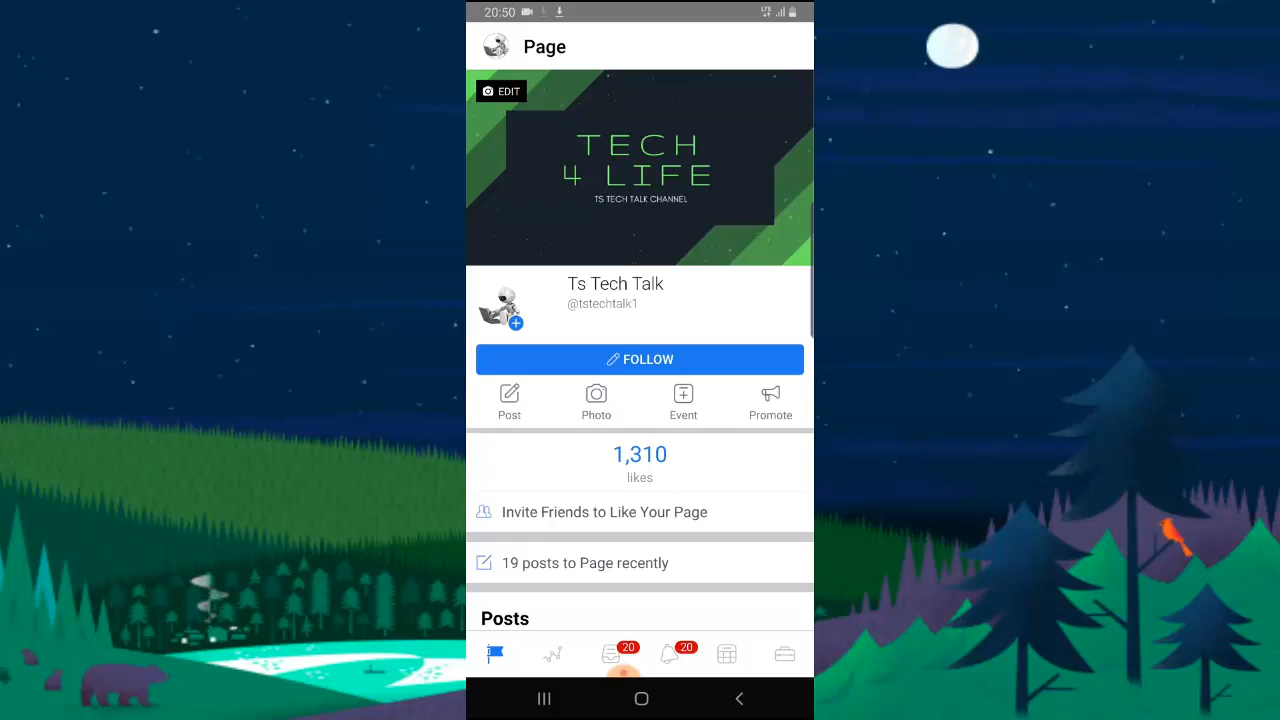 20:50 LTE
Page
EDIT
TECH
4 LIFE
TS TECH TALK CHANNEL
Ts Tech Talk
@tstechtalk1
FOLLOW
Post Photo Event Promote
1,310
likes
Invite Friends to Like Your Page
19 posts to Page recently
Posts
20 20